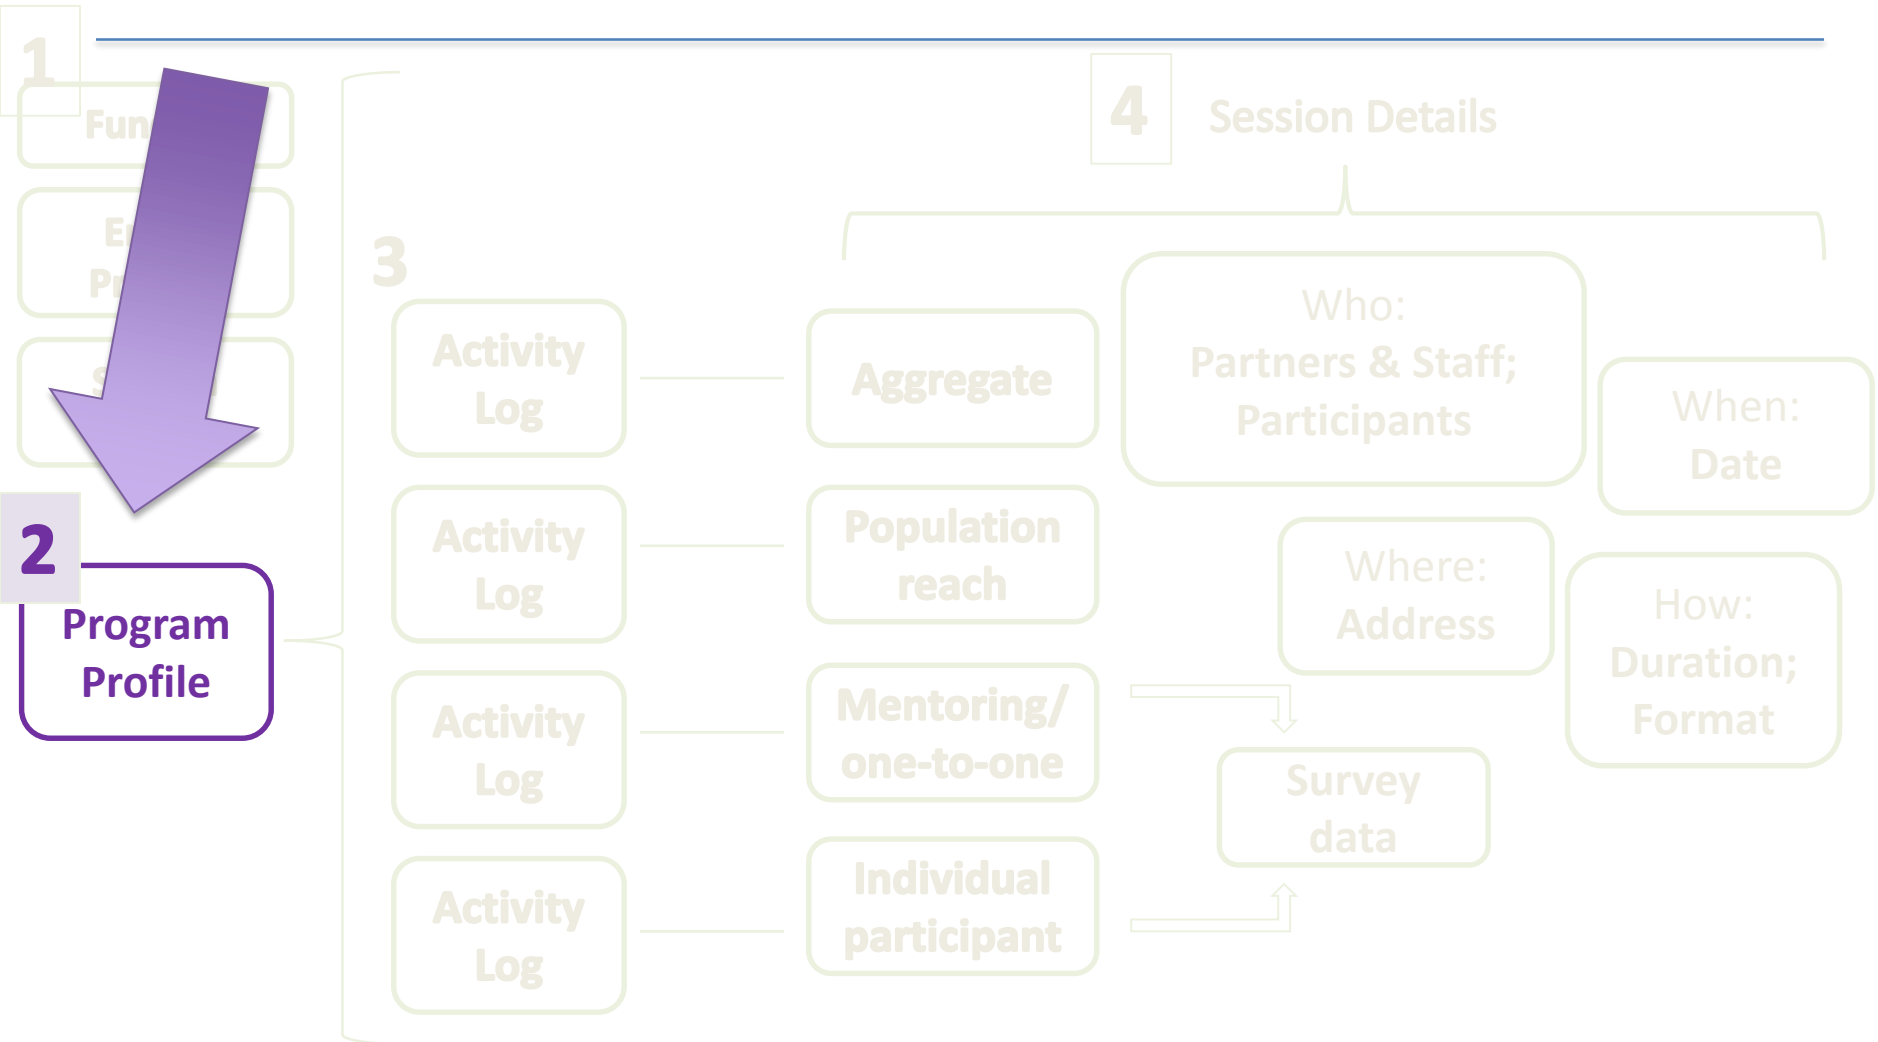 1
2
Program
Profile
3
Activity
Log
Activity
Log
Activity
Log
Activity
Log
Aggregate
Population
reach
Mentoring/
one-to-one
Individual
participant
4
Session Details
Who:
Partners & Staff;
Participants
When:
Date
Where:
Address
How:
Duration;
Format
Survey
data